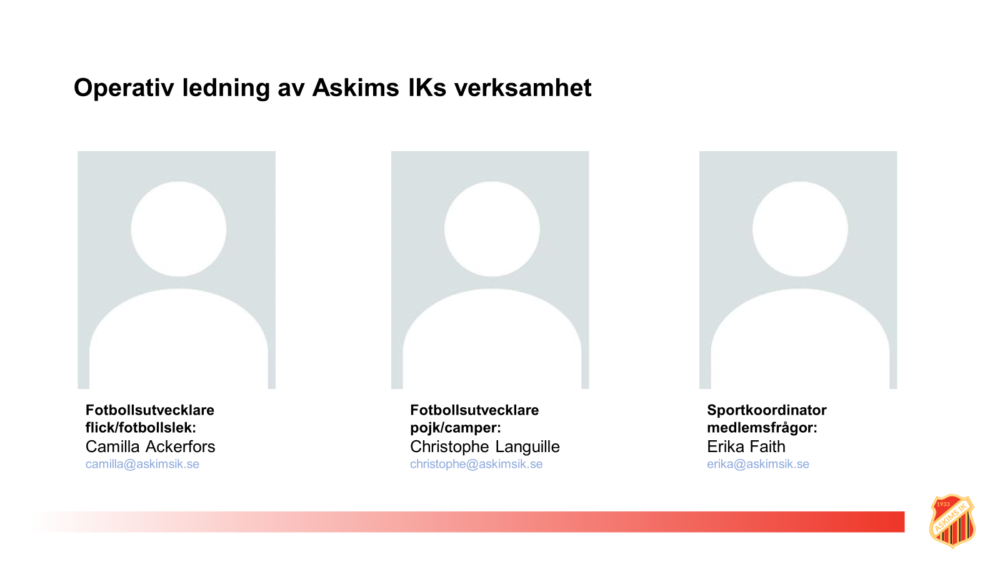 Operativ ledning av Askims IKs verksamhet
Fotbollsutvecklare
flick/fotbollslek:
Camilla Ackerfors
camilla@askimsik.se
Fotbollsutvecklare
pojk/camper:
Christophe Languille
christophe@askimsik.se
Sportkoordinator
medlemsfrågor:
Erika Faith
erika@askimsik.se
1933
ASKIMS IK